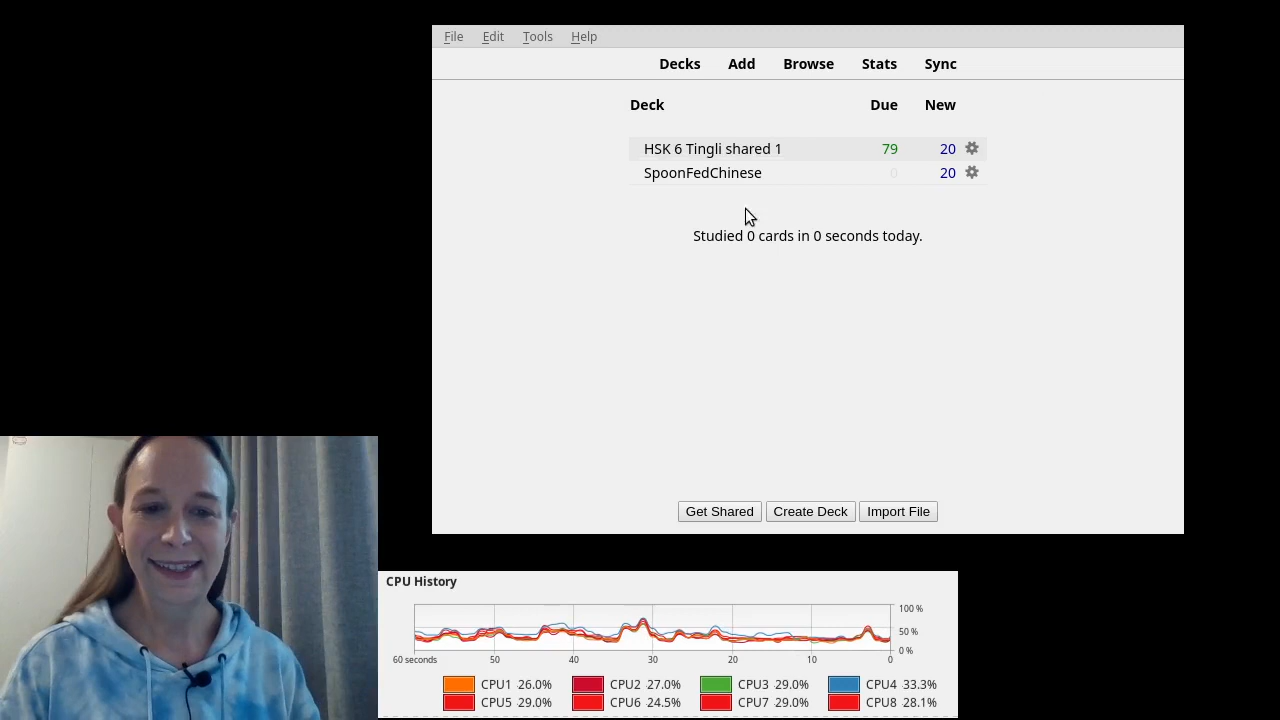 File Edit Tools Help
Decks Add Browse Stats Sync
Deck Due New
HSK 6 Tingli shared 1 79 20
SpoonFedChinese 0 20
Studied 0 cards in 0 seconds today.
Get Shared Create Deck Import File
CPU History
100 %
50 %
0 %
60 seconds 50 40 30 20 10 0
CPU1 26.0% CPU2 27.0% CPU3 29.0% CPU4 33.3%
CPU5 29.0% CPU6 24.5% CPU7 29.0% CPU8 28.1%